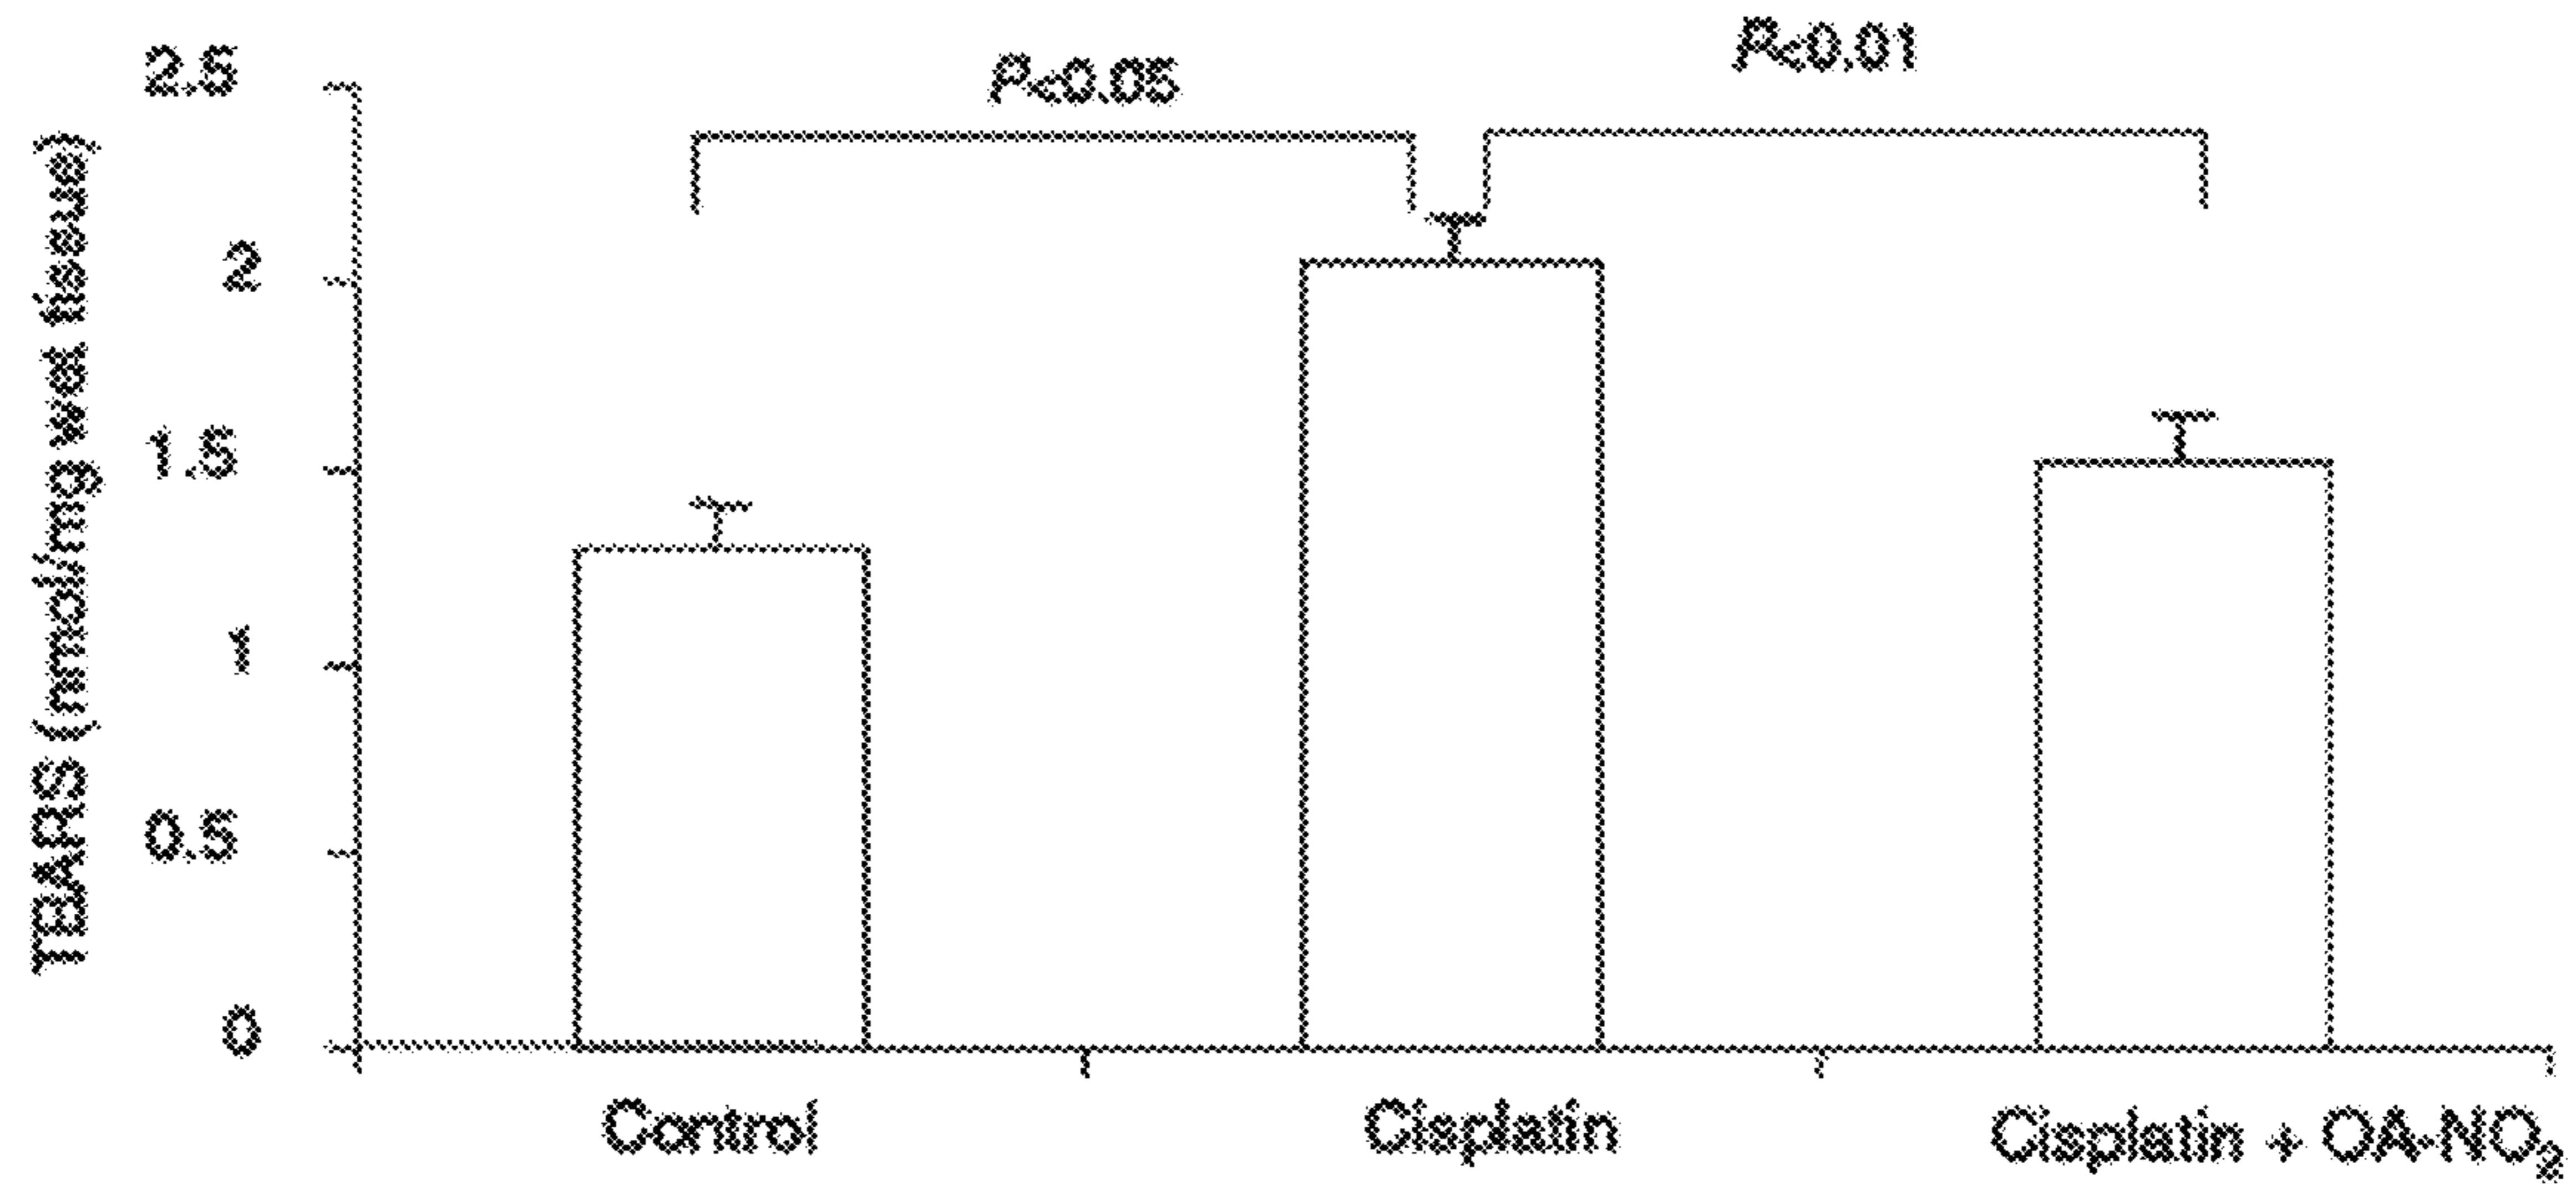 P<0.05
P<0.01
TBARS (nmol/mg wet tissue)
2.5
2
1.5
1
0.5
0
Control
Cisplatin
Cisplatin + OA-NO₂